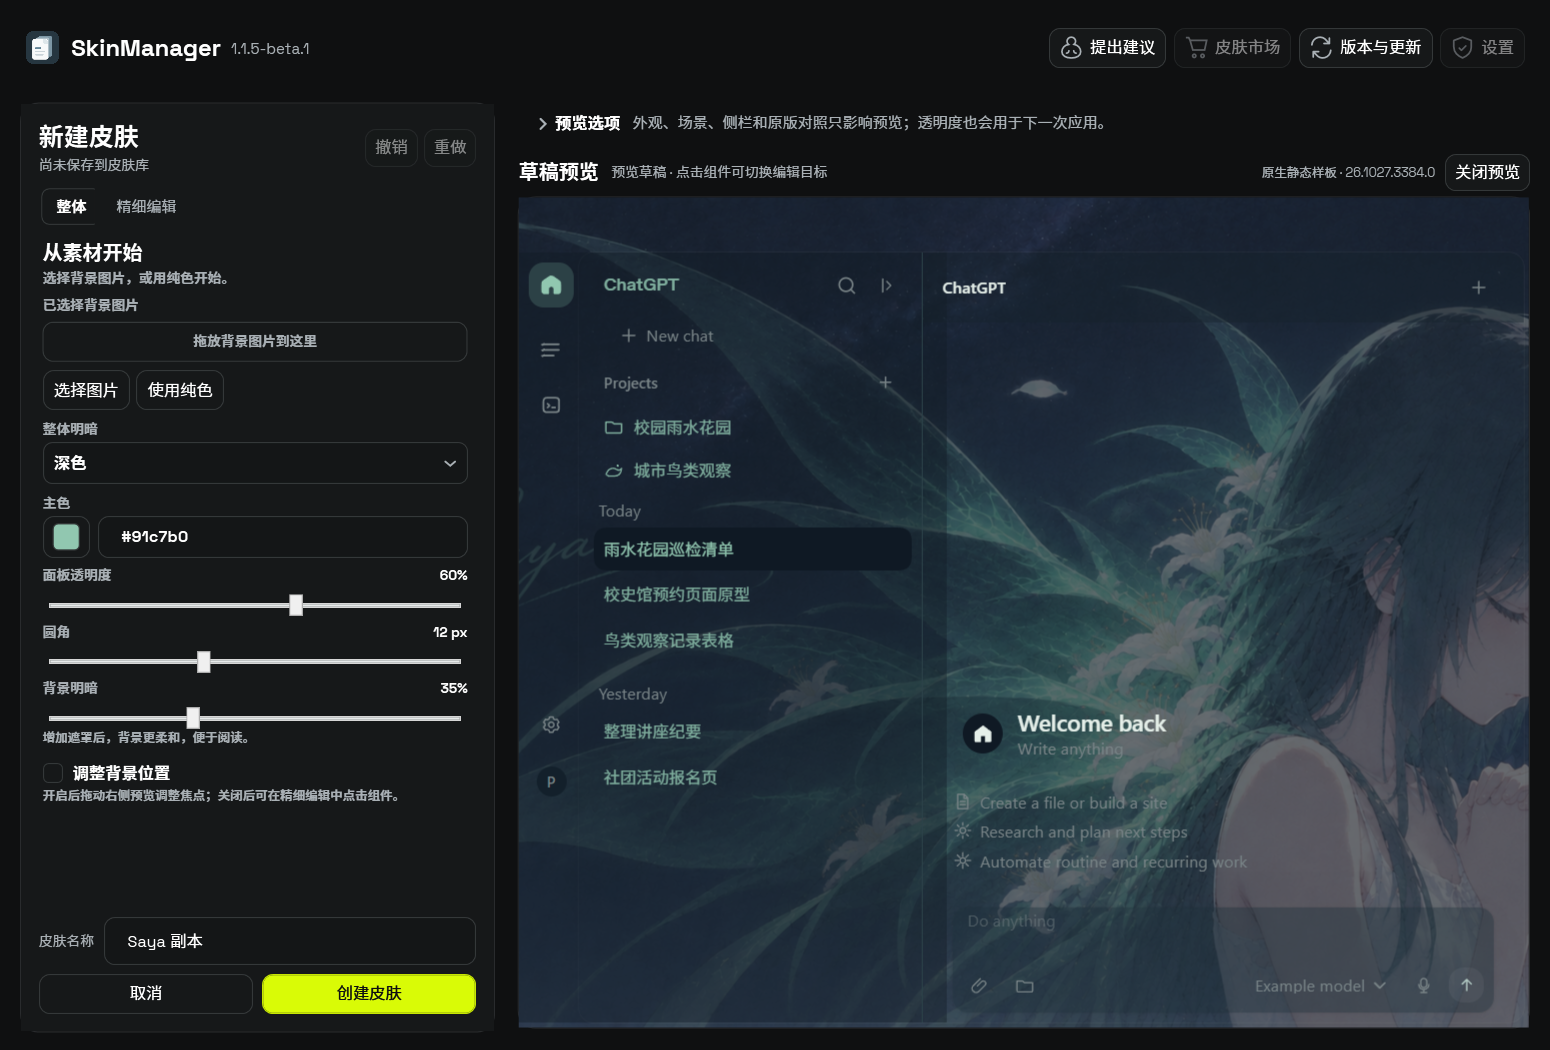 SkinManager 1.1.5-beta.1
提出建议
皮肤市场
版本与更新
设置
新建皮肤
尚未保存到皮肤库
撤销
重做
整体
精细编辑
从素材开始
选择背景图片，或用纯色开始。
已选择背景图片
拖放背景图片到这里
选择图片
使用纯色
整体明暗
深色
主色
#91c7b0
面板透明度 60%
圆角 12 px
背景明暗 35%
增加遮罩后，背景更柔和，便于阅读。
调整背景位置
开启后拖动右侧预览调整焦点；关闭后可在精细编辑中点击组件。
皮肤名称
Saya 副本
取消
创建皮肤
预览选项 外观、场景、侧栏和原版对照只影响预览；透明度也会用于下一次应用。
草稿预览 预览草稿 · 点击组件可切换编辑目标
原生静态样板 · 26.1027.3384.0
关闭预览
ChatGPT
New chat
Projects
校园雨水花园
城市鸟类观察
Today
雨水花园巡检清单
校史馆预约页面原型
鸟类观察记录表格
Yesterday
整理讲座纪要
社团活动报名页
P
ChatGPT
Welcome back
Write anything
Create a file or build a site
Research and plan next steps
Automate routine and recurring work
Do anything
Example model